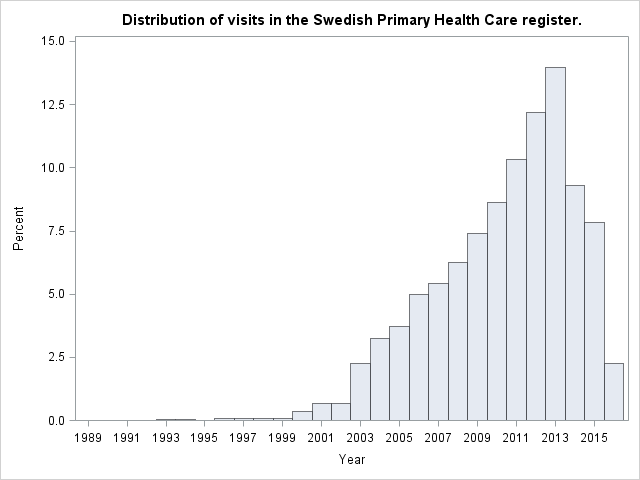 Distribution of visits in the Swedish Primary Health Care register.
15.0
12.5
10.0
7.5
5.0
2.5
0.0
Percent
1989 1991 1993 1995 1997 1999 2001 2003 2005 2007 2009 2011 2013 2015
Year